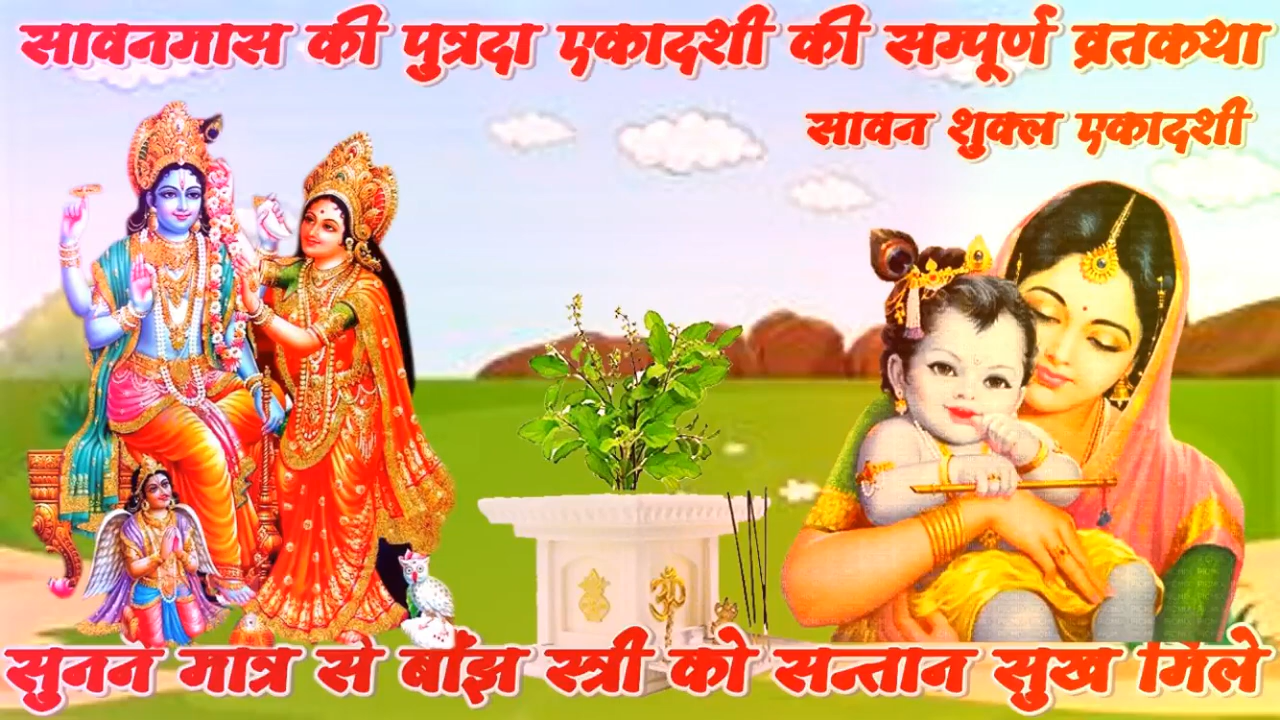 सावनमास की पुत्रदा एकादशी की सम्पूर्ण व्रतकथा
सावन शुक्ल एकादशी
ॐ
सुनने मात्र से बाँझ स्त्री को सन्तान सुख मिले